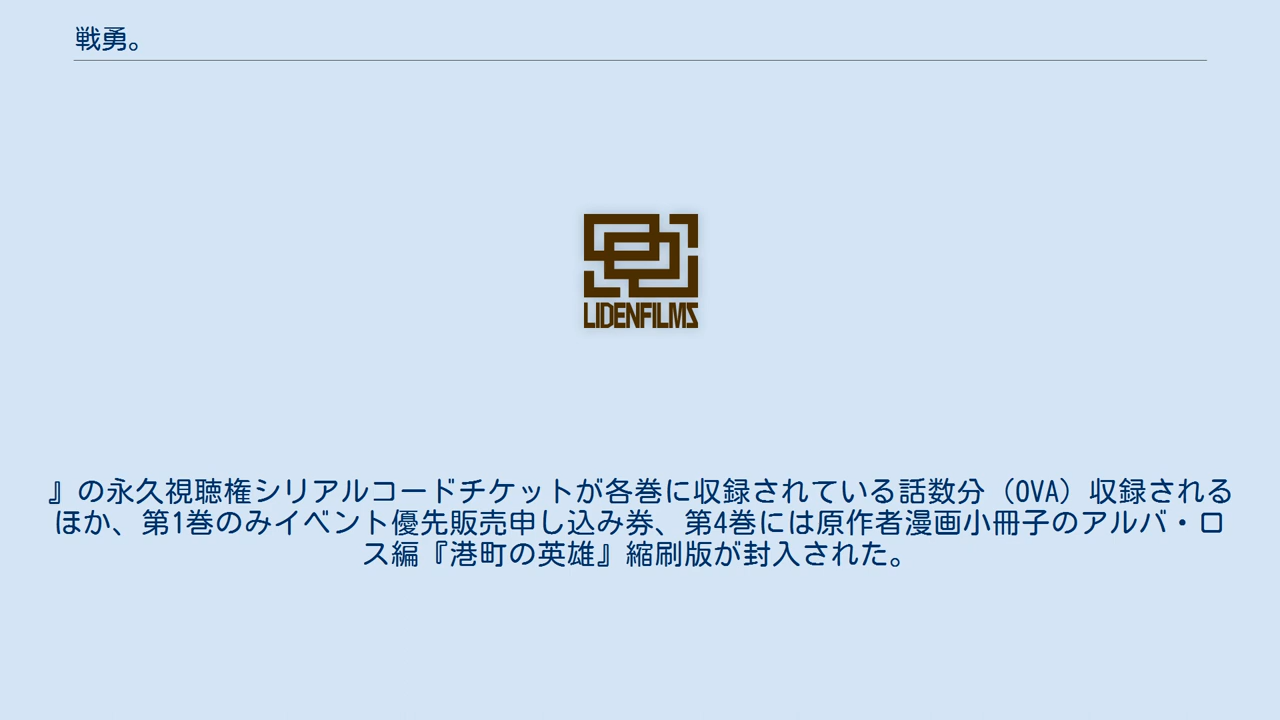 戦勇。
LIDENFILMS
』の永久視聴権シリアルコードチケットが各巻に収録されている話数分（OVA）収録される
ほか、第1巻のみイベント優先販売申し込み券、第4巻には原作者漫画小冊子のアルバ・ロ
ス編『港町の英雄』縮刷版が封入された。